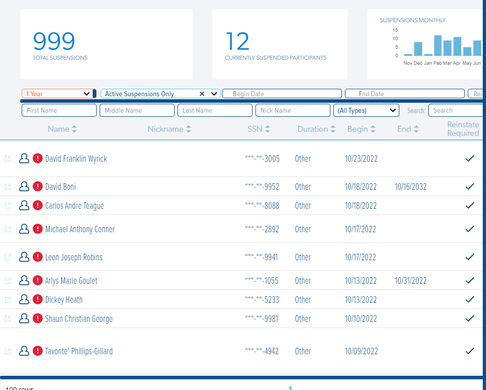 999
TOTAL SUSPENSIONS
12
CURRENTLY SUSPENDED PARTICIPANTS
SUSPENSIONS MONTHLY
15
10
5
0
Nov Dec Jan Feb Mar Apr May Jun
1 Year
Active Suspensions Only
Begin Date
End Date
First Name
Middle Name
Last Name
Nick Name
(All Types)
Search:
Search
Name
Nickname
SSN
Duration
Begin
End
Reinstate Required
David Franklin Wyrick ***-**-3005 Other 10/23/2022
David Boni ***-**-9952 Other 10/18/2022 10/16/2032
Carlos Andre Teague ***-**-8088 Other 10/18/2022
Michael Anthony Conner ***-**-2892 Other 10/17/2022
Leon Joseph Robins ***-**-9941 Other 10/17/2022
Arlys Marie Goulet ***-**-1055 Other 10/13/2022 10/31/2022
Dickey Heath ***-**-5233 Other 10/13/2022
Shaun Christian George ***-**-9981 Other 10/10/2022
Tavonte' Phillips-Gillard ***-**-4942 Other 10/09/2022